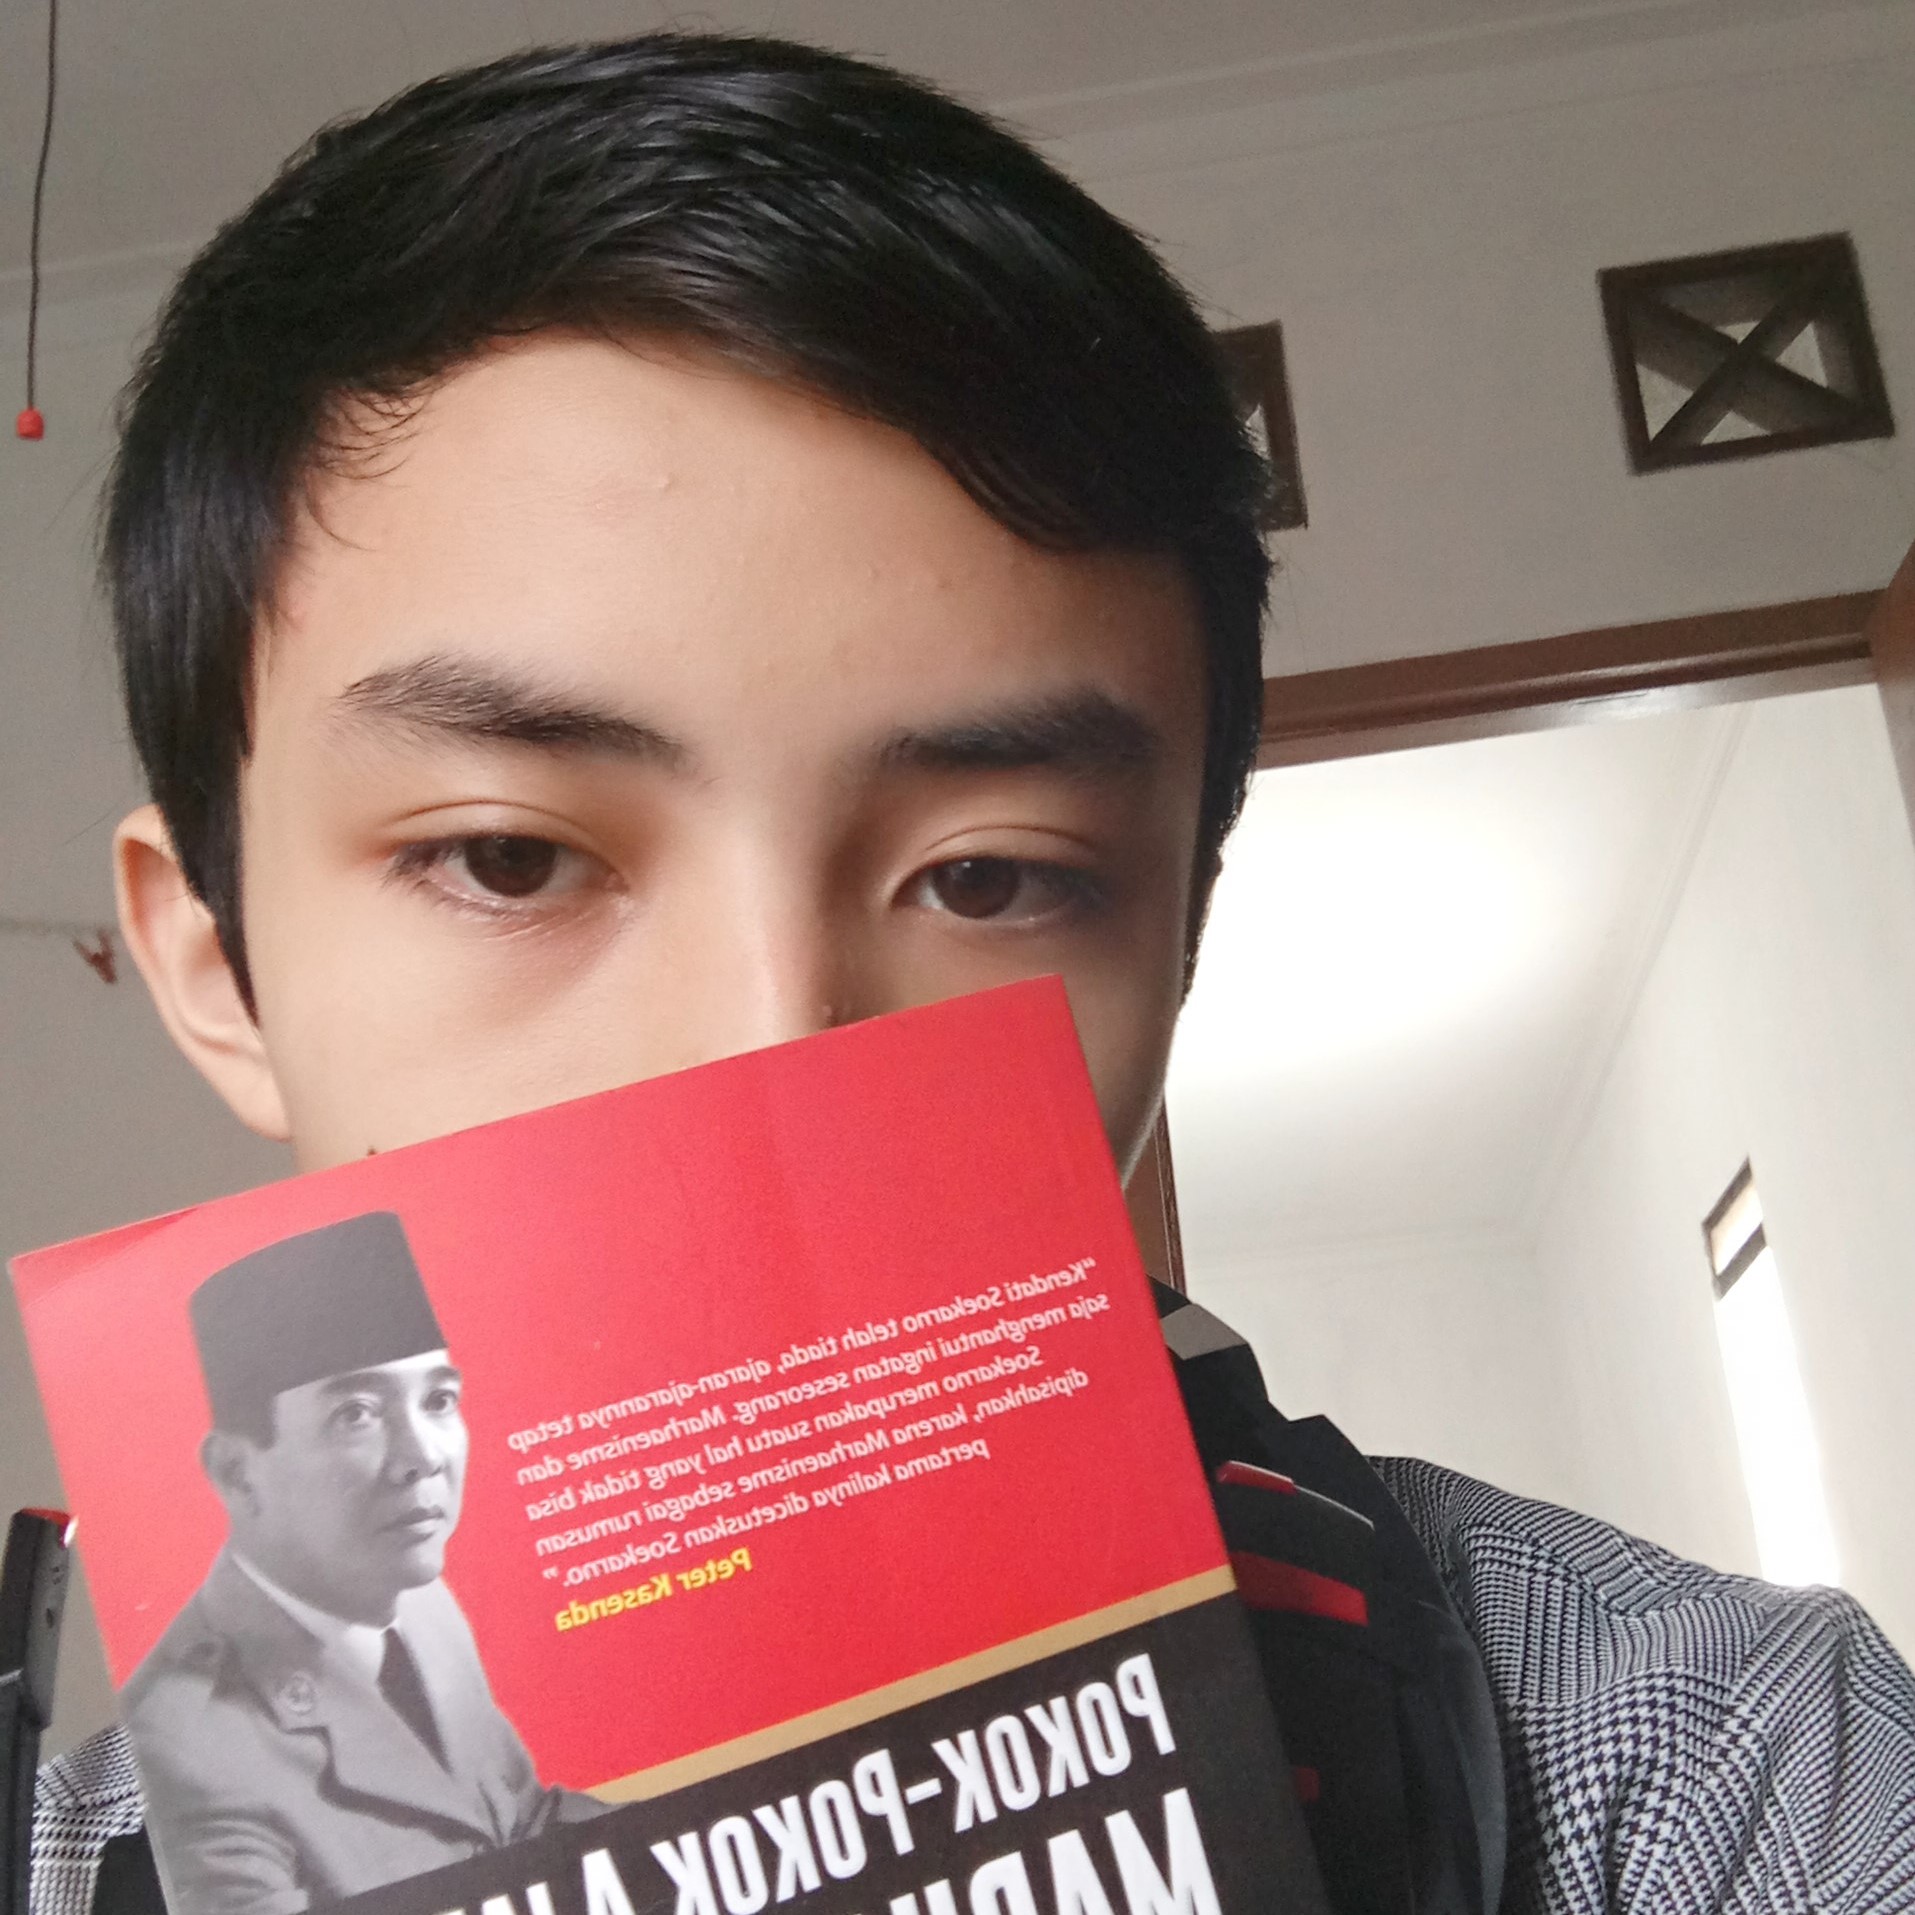 "Kendati Soekarno telah tiada, ajaran-ajarannya tetap
saja menghantui ingatan seseorang. Marhaenisme dan
Soekarno merupakan suatu hal yang tidak bisa
dipisahkan, karena Marhaenisme sebagai rumusan
pertama kalinya dicetuskan Soekarno."
Peter Kasenda
POKOK-POKOK